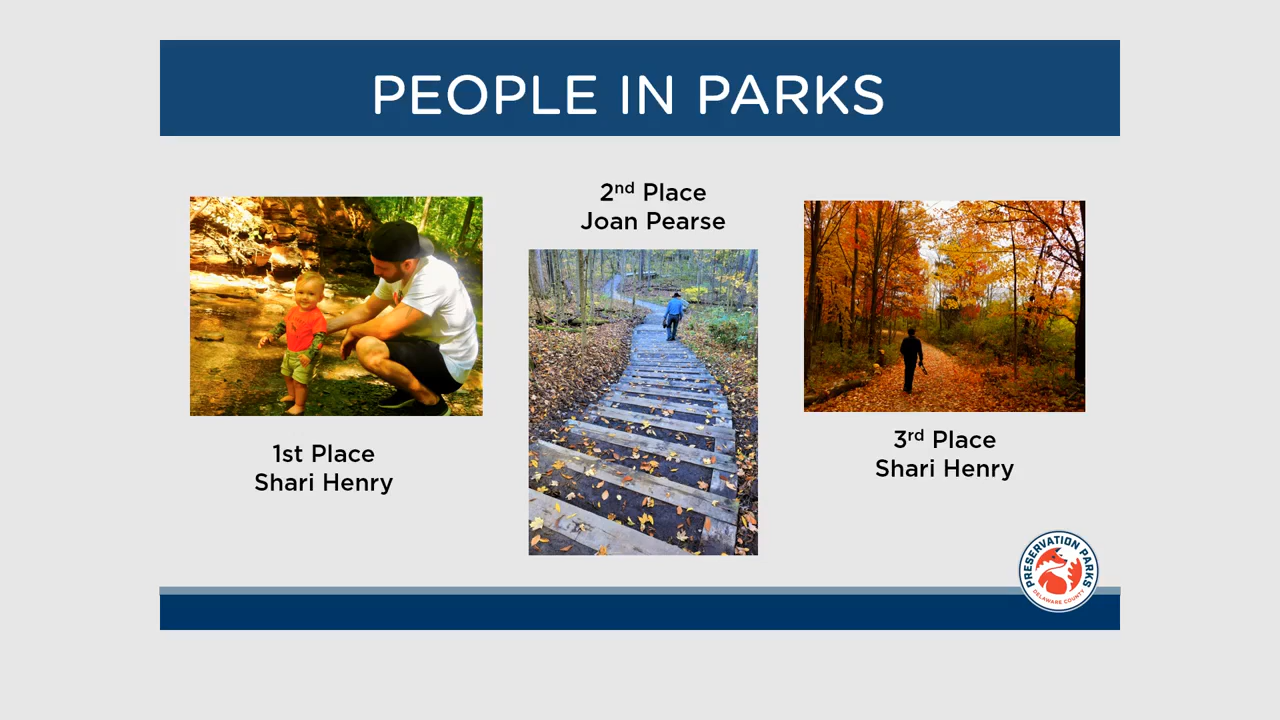 PEOPLE IN PARKS
1st Place
Shari Henry
2nd Place
Joan Pearse
3rd Place
Shari Henry
PRESERVATION PARKS
DELAWARE COUNTY